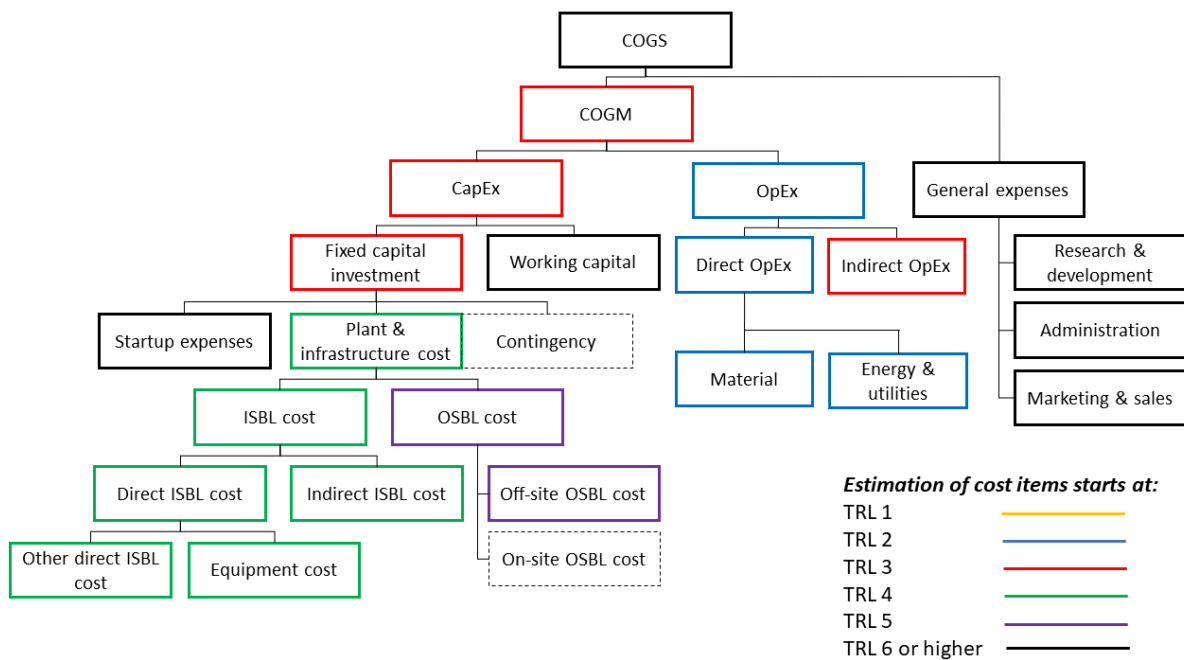 COGS
COGM
CapEx
OpEx
General expenses
Fixed capital
investment
Working capital
Direct OpEx
Indirect OpEx
Research &
development
Startup expenses
Plant &
infrastructure cost
Contingency
Administration
Material
Energy &
utilities
Marketing & sales
ISBL cost
OSBL cost
Direct ISBL cost
Indirect ISBL cost
Off-site OSBL cost
Other direct ISBL
cost
Equipment cost
On-site OSBL cost
Estimation of cost items starts at:
TRL 1
TRL 2
TRL 3
TRL 4
TRL 5
TRL 6 or higher